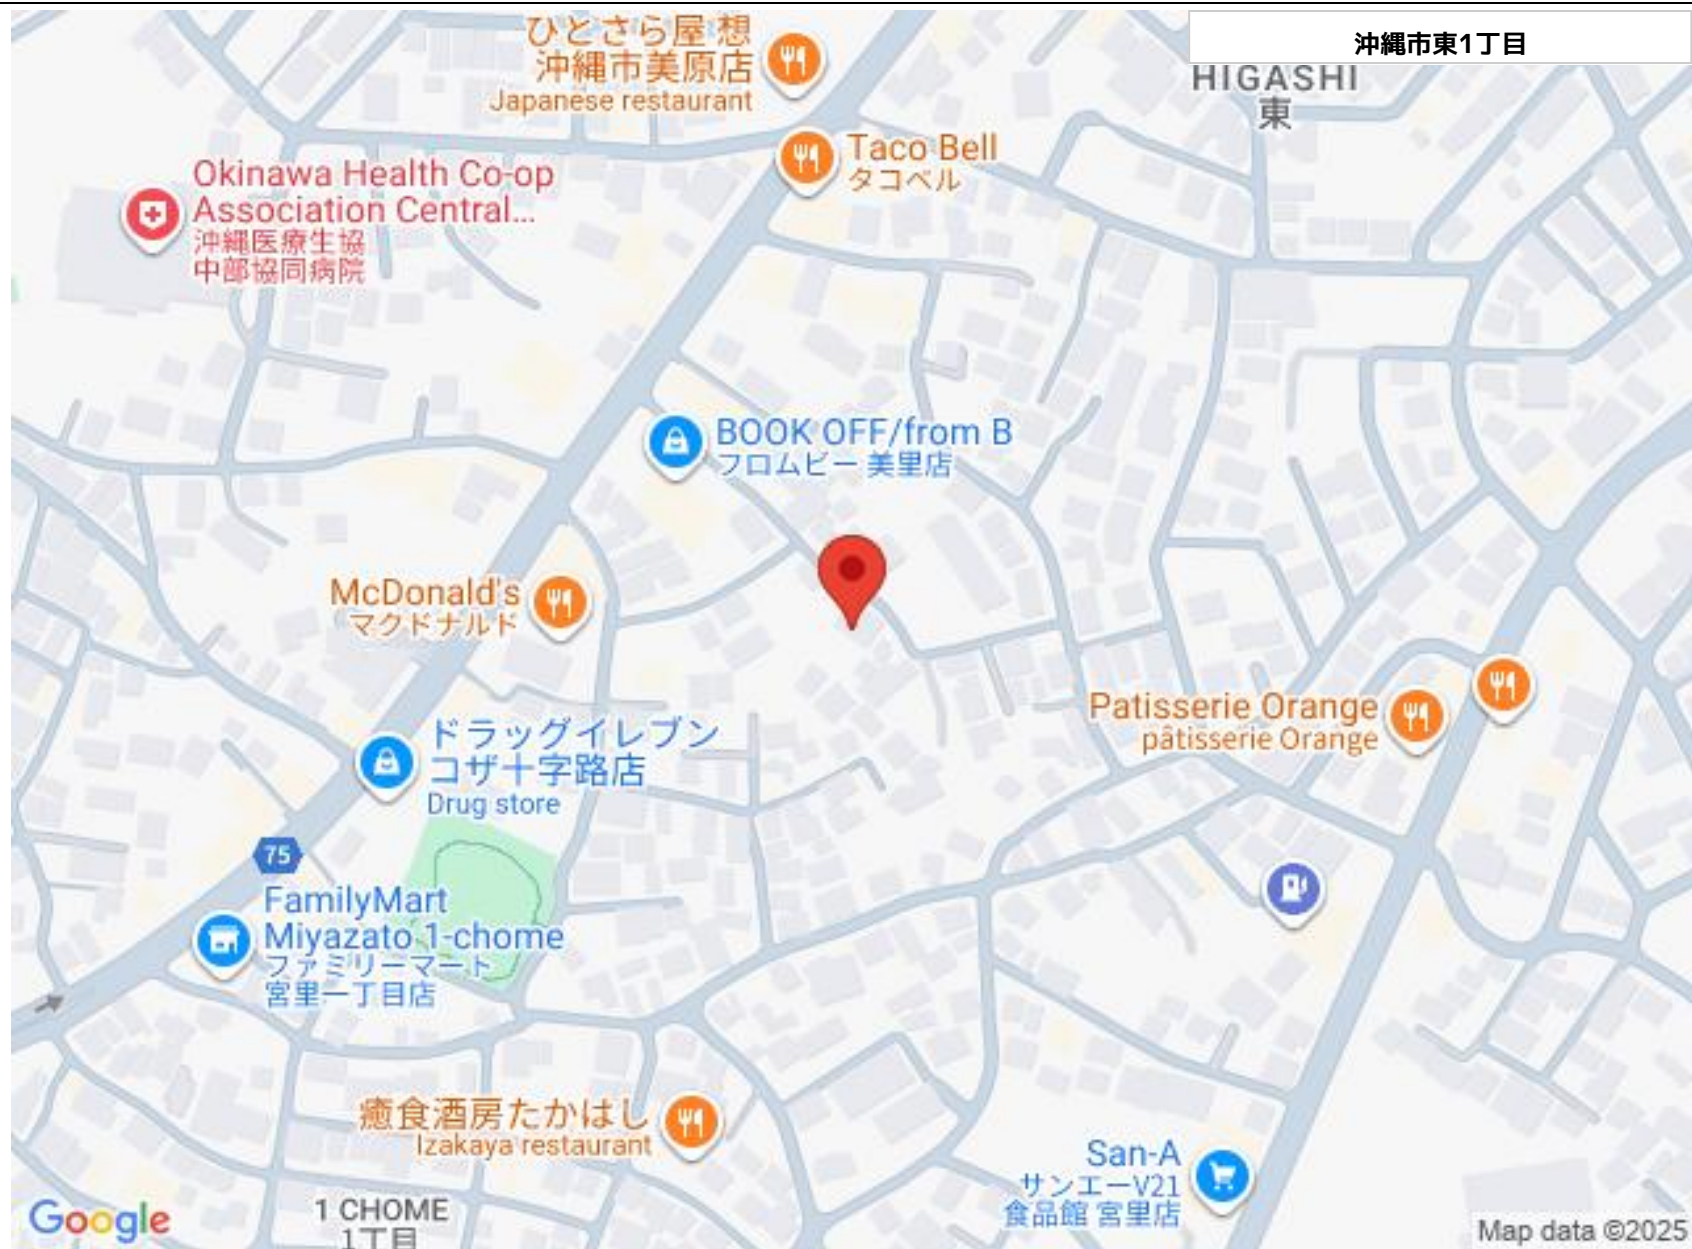 沖縄市東1丁目
ひとさら屋 想
沖縄市美原店
Japanese restaurant
HIGASHI
東
Taco Bell
タコベル
Okinawa Health Co-op
Association Central...
沖縄医療生協
中部協同病院
BOOK OFF/from B
フロムビー 美里店
McDonald's
マクドナルド
Patisserie Orange
pâtisserie Orange
ドラッグイレブン
コザ十字路店
Drug store
75
FamilyMart
Miyazato 1-chome
ファミリーマート
宮里一丁目店
癒食酒房たかはし
Izakaya restaurant
San-A
サンエーV21
食品館 宮里店
1 CHOME
1丁目
Google
Map data ©2025